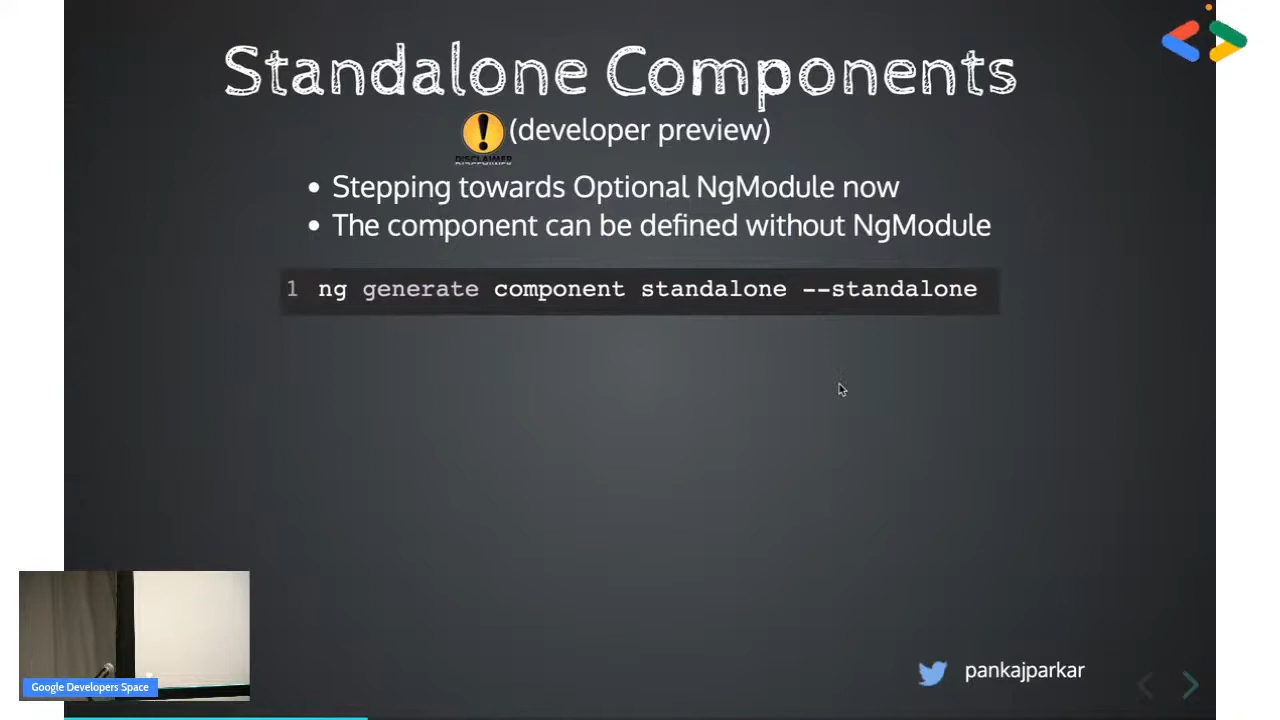 Standalone Components
(developer preview)
DISCLAIMER
• Stepping towards Optional NgModule now
• The component can be defined without NgModule
1 ng generate component standalone --standalone
Google Developers Space
pankajparkar